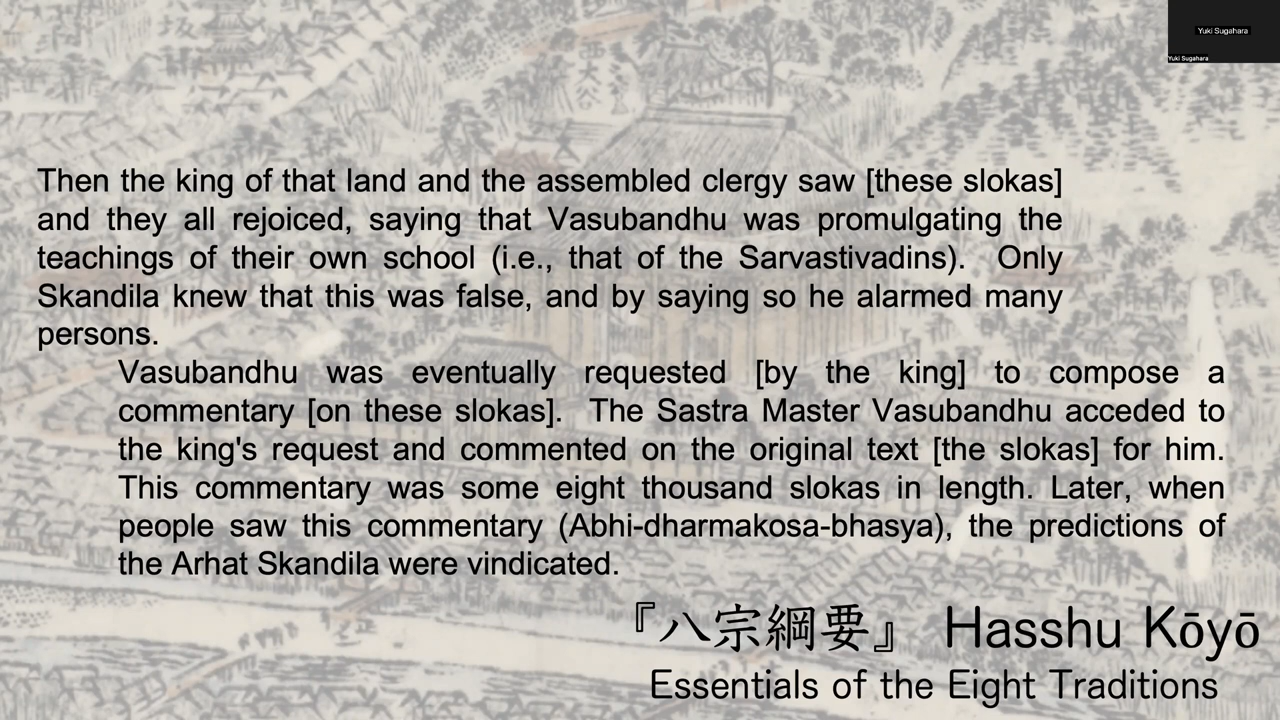 Yuki Sugahara
Yuki Sugahara
Then the king of that land and the assembled clergy saw [these slokas]
and they all rejoiced, saying that Vasubandhu was promulgating the
teachings of their own school (i.e., that of the Sarvastivadins). Only
Skandila knew that this was false, and by saying so he alarmed many
persons.
Vasubandhu was eventually requested [by the king] to compose a
commentary [on these slokas]. The Sastra Master Vasubandhu acceded to
the king's request and commented on the original text [the slokas] for him.
This commentary was some eight thousand slokas in length. Later, when
people saw this commentary (Abhi-dharmakosa-bhasya), the predictions of
the Arhat Skandila were vindicated.
『八宗綱要』 Hasshu Kōyō
Essentials of the Eight Traditions